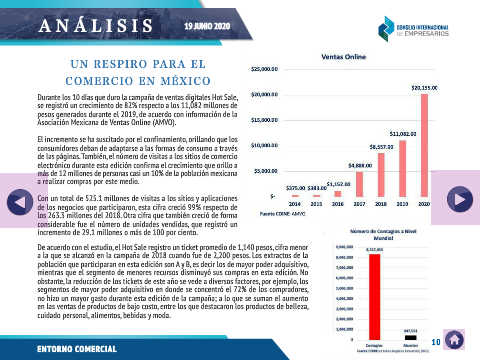 ANÁLISIS
19 JUNIO 2020
CONSEJO INTERNACIONAL
DE EMPRESARIOS
UN RESPIRO PARA EL
COMERCIO EN MÉXICO
Durante los 10 días que duro la campaña de ventas digitales Hot Sale,
se registró un crecimiento de 82% respecto a los 11,082 millones de
pesos generados durante el 2019, de acuerdo con información de la
Asociación Mexicana de Ventas Online (AMVO).
El incremento se ha suscitado por el confinamiento, orillando que los
consumidores deban de adaptarse a las formas de consumo a través
de las páginas. También, el número de visitas a los sitios de comercio
electrónico durante esta edición confirma el crecimiento que orilló a
más de 12 millones de personas casi un 10% de la población mexicana
a realizar compras por este medio.
Con un total de 525.1 millones de visitas a los sitios y aplicaciones
de los negocios participantes, esta cifra creció 99% respecto de
los 263.3 millones del 2018. Otra cifra que también creció de forma
considerable fue el número de unidades vendidas, que registró un
incremento de 29.1 millones o más de 100 por ciento.
De acuerdo con el estudio, el Hot Sale registro un ticket promedio de 1,140 pesos, cifra menor
a la que se alcanzó en la campaña de 2018 cuando fue de 2,200 pesos. Los extractos de la
población que participaron en esta edición son A y B, es decir los de mayor poder adquisitivo,
mientras que el segmento de menores recursos disminuyó sus compras en esta edición. No
obstante, la reducción de las tickets de este año se vede a diversos factores, por ejemplo, los
segmentos de mayor poder adquisitivo en donde se concentró el 72% de los compradores,
no hizo un mayor gasto durante esta edición de la campaña; a lo que se suman el aumento
en las ventas de productos de bajo costo, entre los que destacaron los productos de belleza,
cuidado personal, alimentos, bebidas y moda.
Ventas Online
$25,000.00
$20,000.00
$15,000.00
$10,000.00
$5,000.00
$-
$375.00
$383.00
$1,152.00
$4,888.00
$8,557.00
$11,082.00
$20,155.00
2014 2015 2016 2017 2018 2019 2020
Fuente CDINE: AMVO
Número de Contagios a Nivel
Mundial
9,000,000
8,000,000
7,000,000
6,000,000
5,000,000
4,000,000
3,000,000
2,000,000
1,000,000
0
Contagios
Muertes
ENTORNO COMERCIAL
10